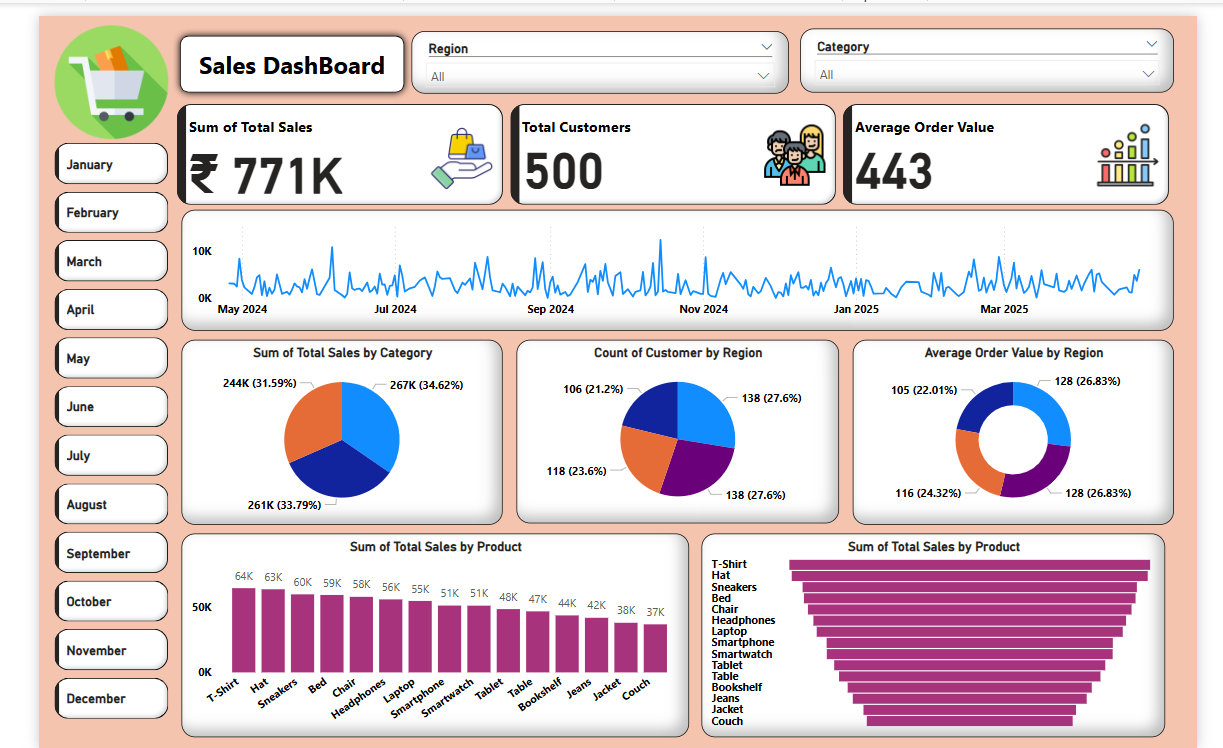 Sales DashBoard
Region
All
Category
All
January
February
March
April
May
June
July
August
September
October
November
December
Sum of Total Sales
₹ 771K
Total Customers
500
Average Order Value
443
10K
0K
May 2024
Jul 2024
Sep 2024
Nov 2024
Jan 2025
Mar 2025
Sum of Total Sales by Category
244K (31.59%)
267K (34.62%)
261K (33.79%)
Count of Customer by Region
106 (21.2%)
138 (27.6%)
118 (23.6%)
138 (27.6%)
Average Order Value by Region
105 (22.01%)
128 (26.83%)
116 (24.32%)
128 (26.83%)
Sum of Total Sales by Product
50K
0K
64K
63K
60K
59K
58K
56K
55K
51K
51K
48K
47K
44K
42K
38K
37K
T-Shirt
Hat
Sneakers
Bed
Chair
Headphones
Laptop
Smartphone
Smartwatch
Tablet
Table
Bookshelf
Jeans
Jacket
Couch
Sum of Total Sales by Product
T-Shirt
Hat
Sneakers
Bed
Chair
Headphones
Laptop
Smartphone
Smartwatch
Tablet
Table
Bookshelf
Jeans
Jacket
Couch